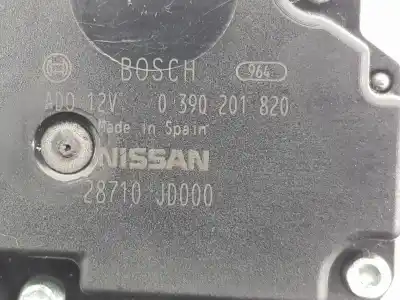 BOSCH 964
ADO 12V 0 390 201 820
Made in Spain
NISSAN
28710 JD000